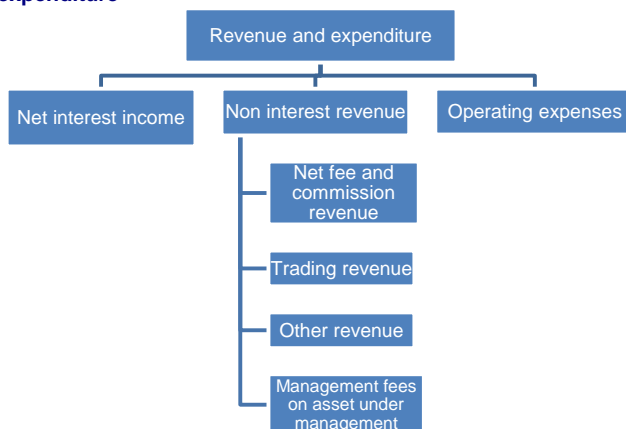 expenditure
Revenue and expenditure
Net interest income
Non interest revenue
Operating expenses
Net fee and
commission
revenue
Trading revenue
Other revenue
Management fees
on asset under
management